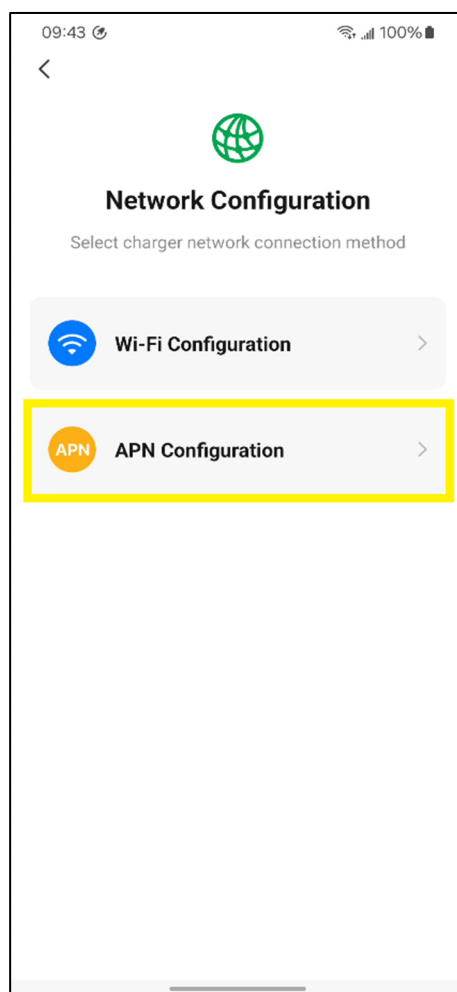 09:43 100%
Network Configuration
Select charger network connection method
Wi-Fi Configuration
APN APN Configuration